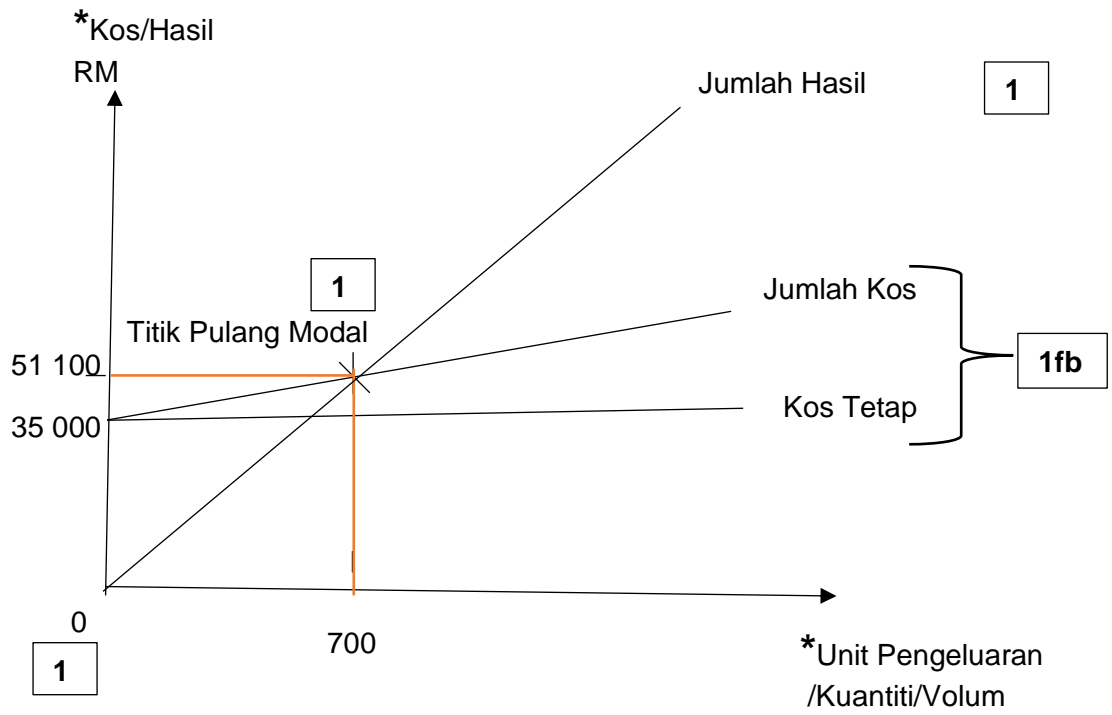 *Kos/Hasil
RM
Jumlah Hasil
1
Jumlah Kos
1
Titik Pulang Modal
51 100
1fb
Kos Tetap
35 000
0
700
1
*Unit Pengeluaran
/Kuantiti/Volum